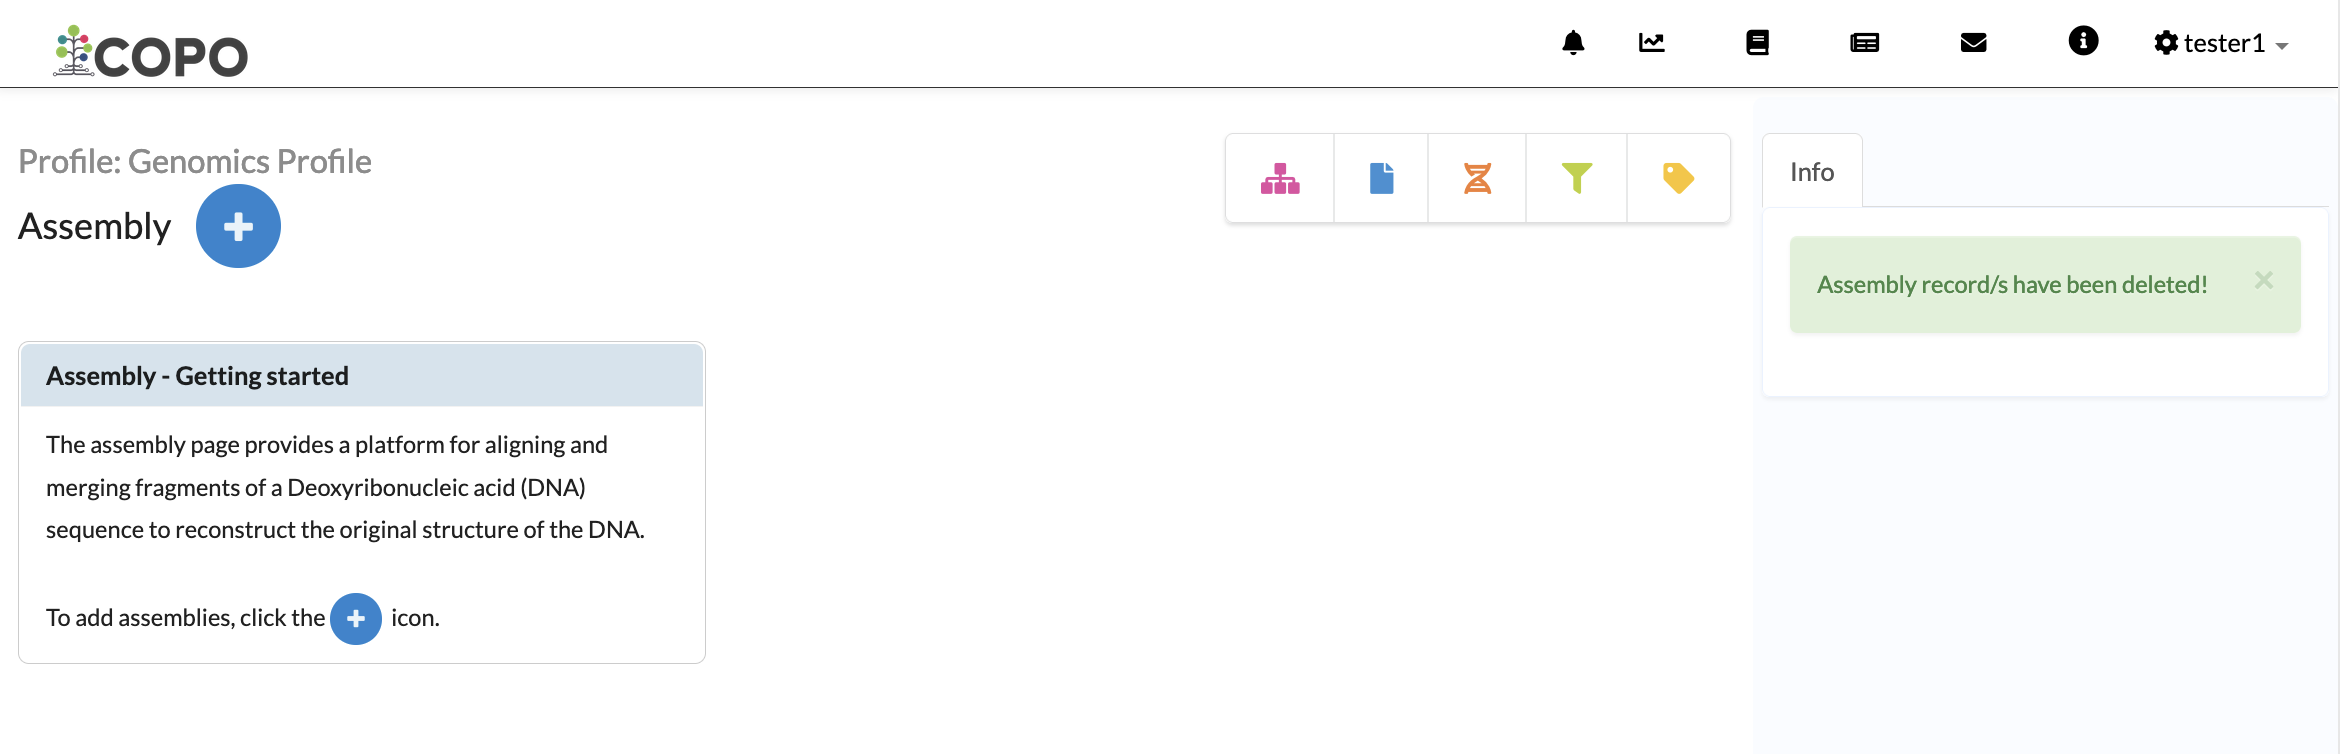 COPO
tester1
Profile: Genomics Profile
Assembly
Info
Assembly record/s have been deleted!
Assembly - Getting started
The assembly page provides a platform for aligning and
merging fragments of a Deoxyribonucleic acid (DNA)
sequence to reconstruct the original structure of the DNA.
To add assemblies, click the icon.